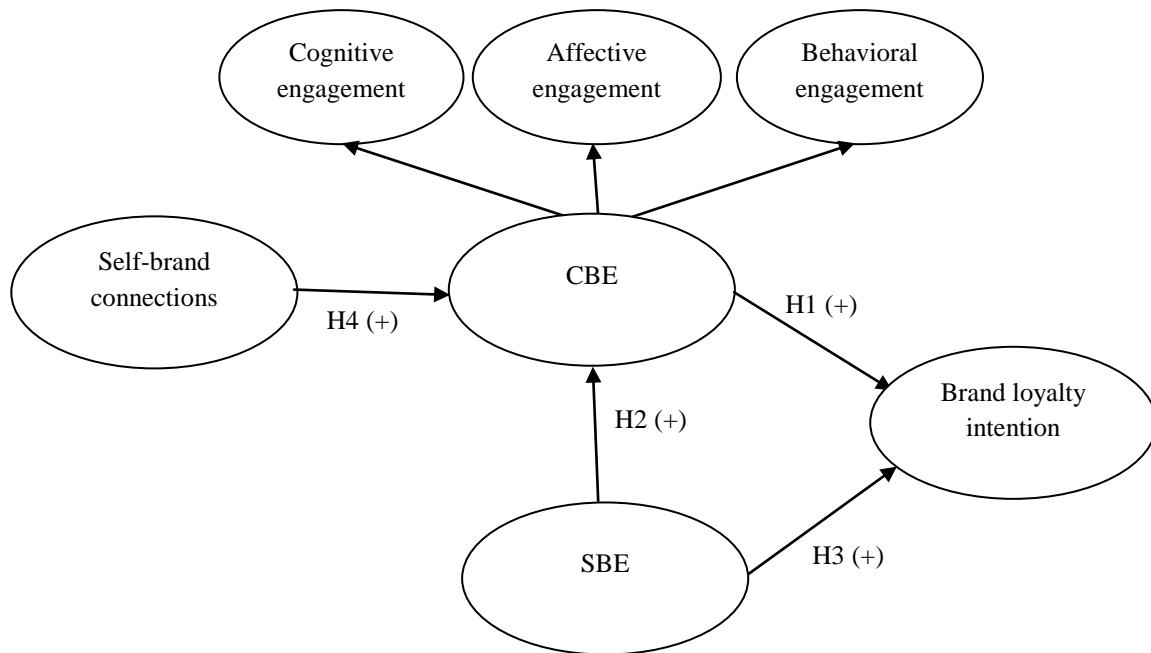 Cognitive
engagement
Affective
engagement
Behavioral
engagement
Self-brand
connections
CBE
H4 (+)
H1 (+)
Brand loyalty
intention
H2 (+)
SBE
H3 (+)